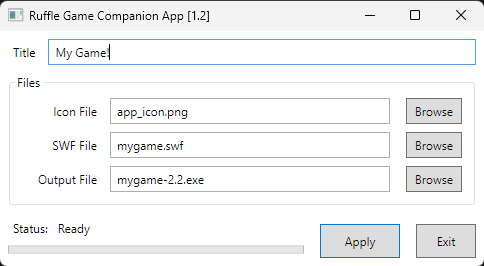 Ruffle Game Companion App [1.2]
Title My Game!
Files
Icon File app_icon.png Browse
SWF File mygame.swf Browse
Output File mygame-2.2.exe Browse
Status: Ready
Apply Exit